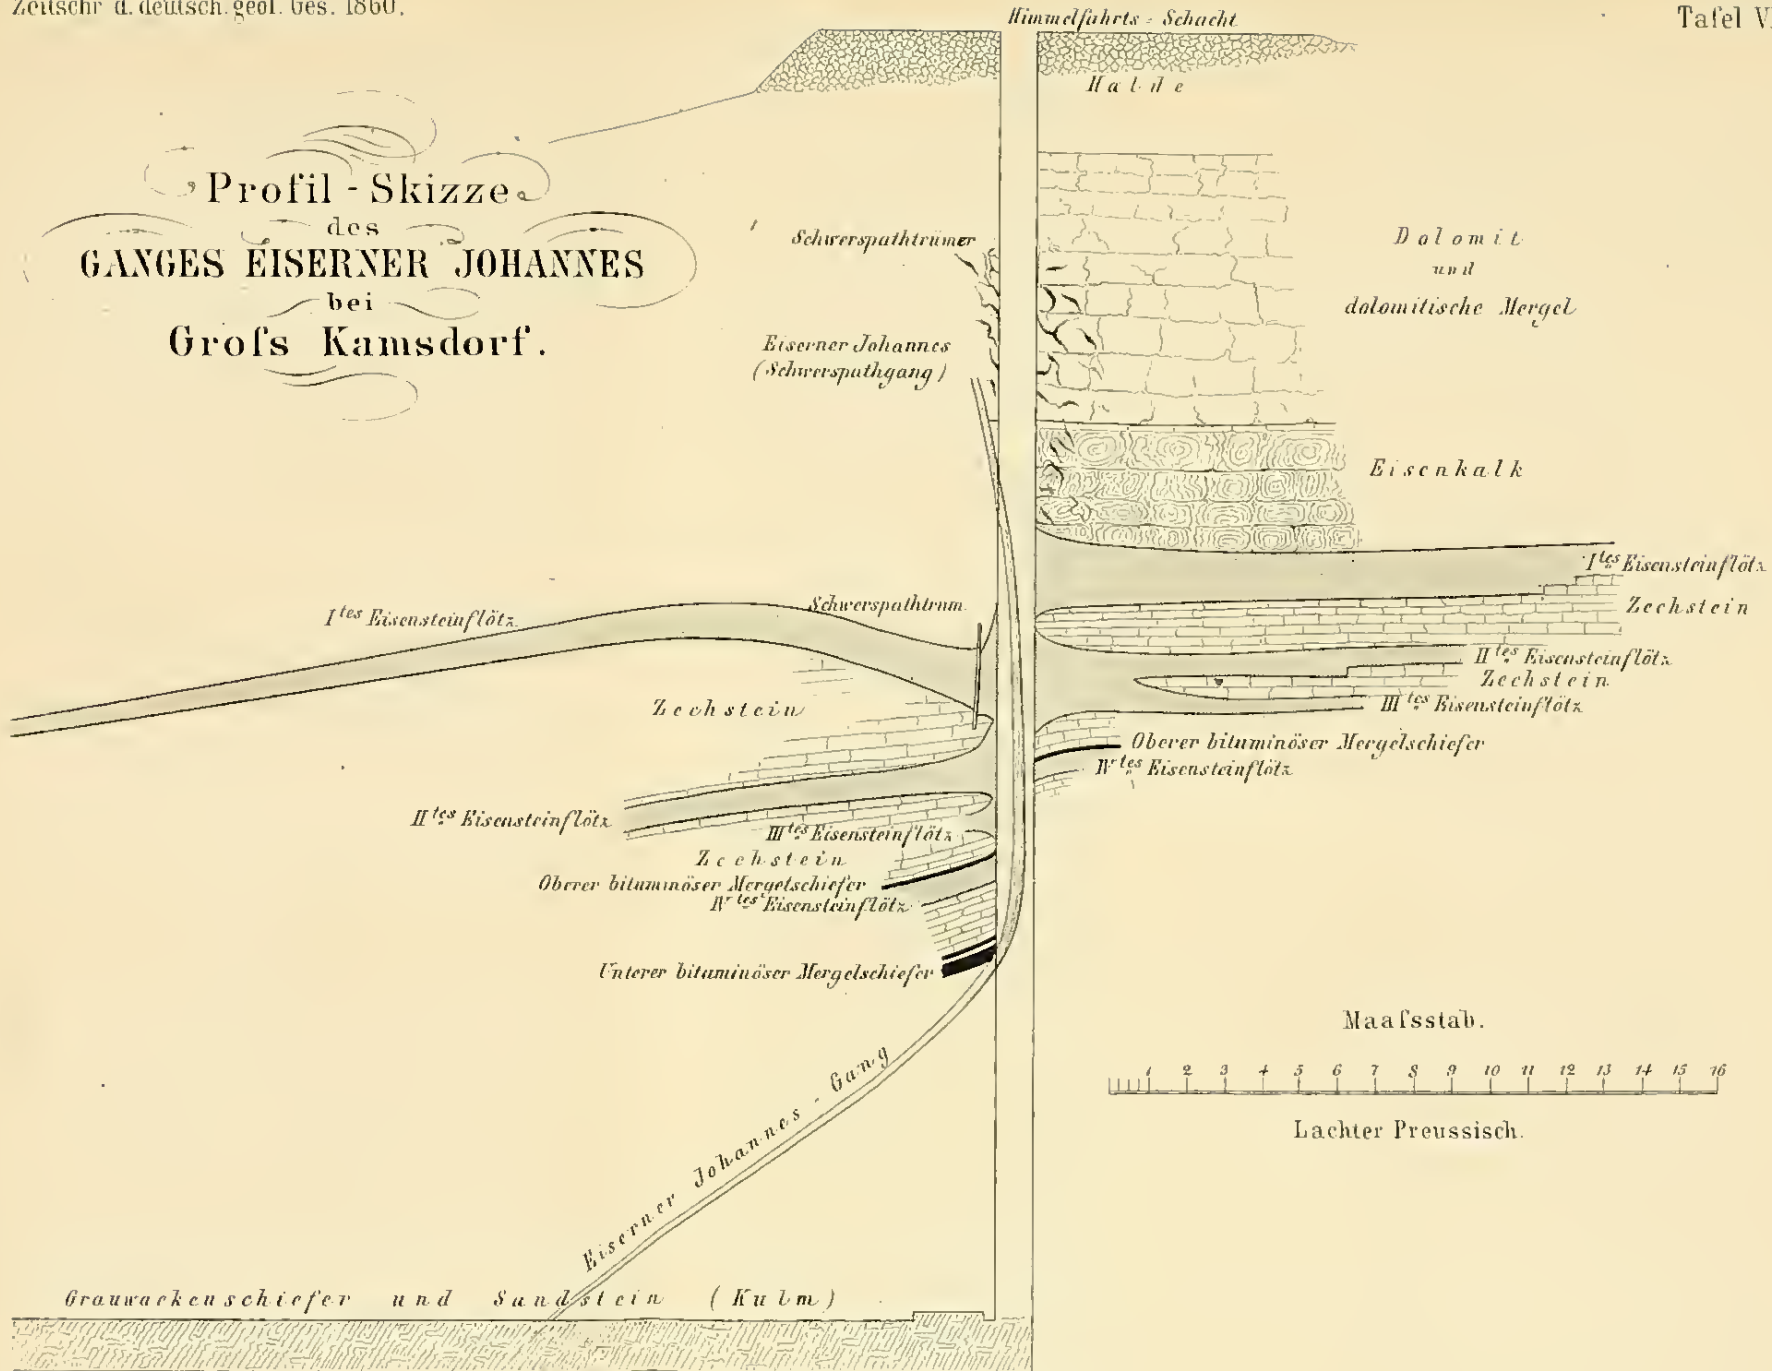 Zeitschr. d. deutsch. geol. Ges. 1860.
Tafel V
Himmelfahrts - Schacht
Halde
Profil - Skizze
des
GANGES EISERNER JOHANNES
bei
Groſs Kamsdorf.
Schwerspathtrümer
Dolomit
und
dolomitische Mergel
Eiserner Johannes
(Schwerspathgang)
Eisenkalk
Ites Eisensteinflötz
Zechstein
IItes Eisensteinflötz
Zechstein
IIItes Eisensteinflötz
Oberer bituminöser Mergelschiefer
IVtes Eisensteinflötz
Ites Eisensteinflötz
Schwerspathtrum
Zechstein
IItes Eisensteinflötz
IIItes Eisensteinflötz
Zechstein
Oberer bituminöser Mergelschiefer
IVtes Eisensteinflötz
Unterer bituminöser Mergelschiefer
Eiserner Johannes - Gang
Grauwackenschiefer und Sandstein (Kulm)
Maaſsstab.
1 2 3 4 5 6 7 8 9 10 11 12 13 14 15 16
Lachter Preussisch.